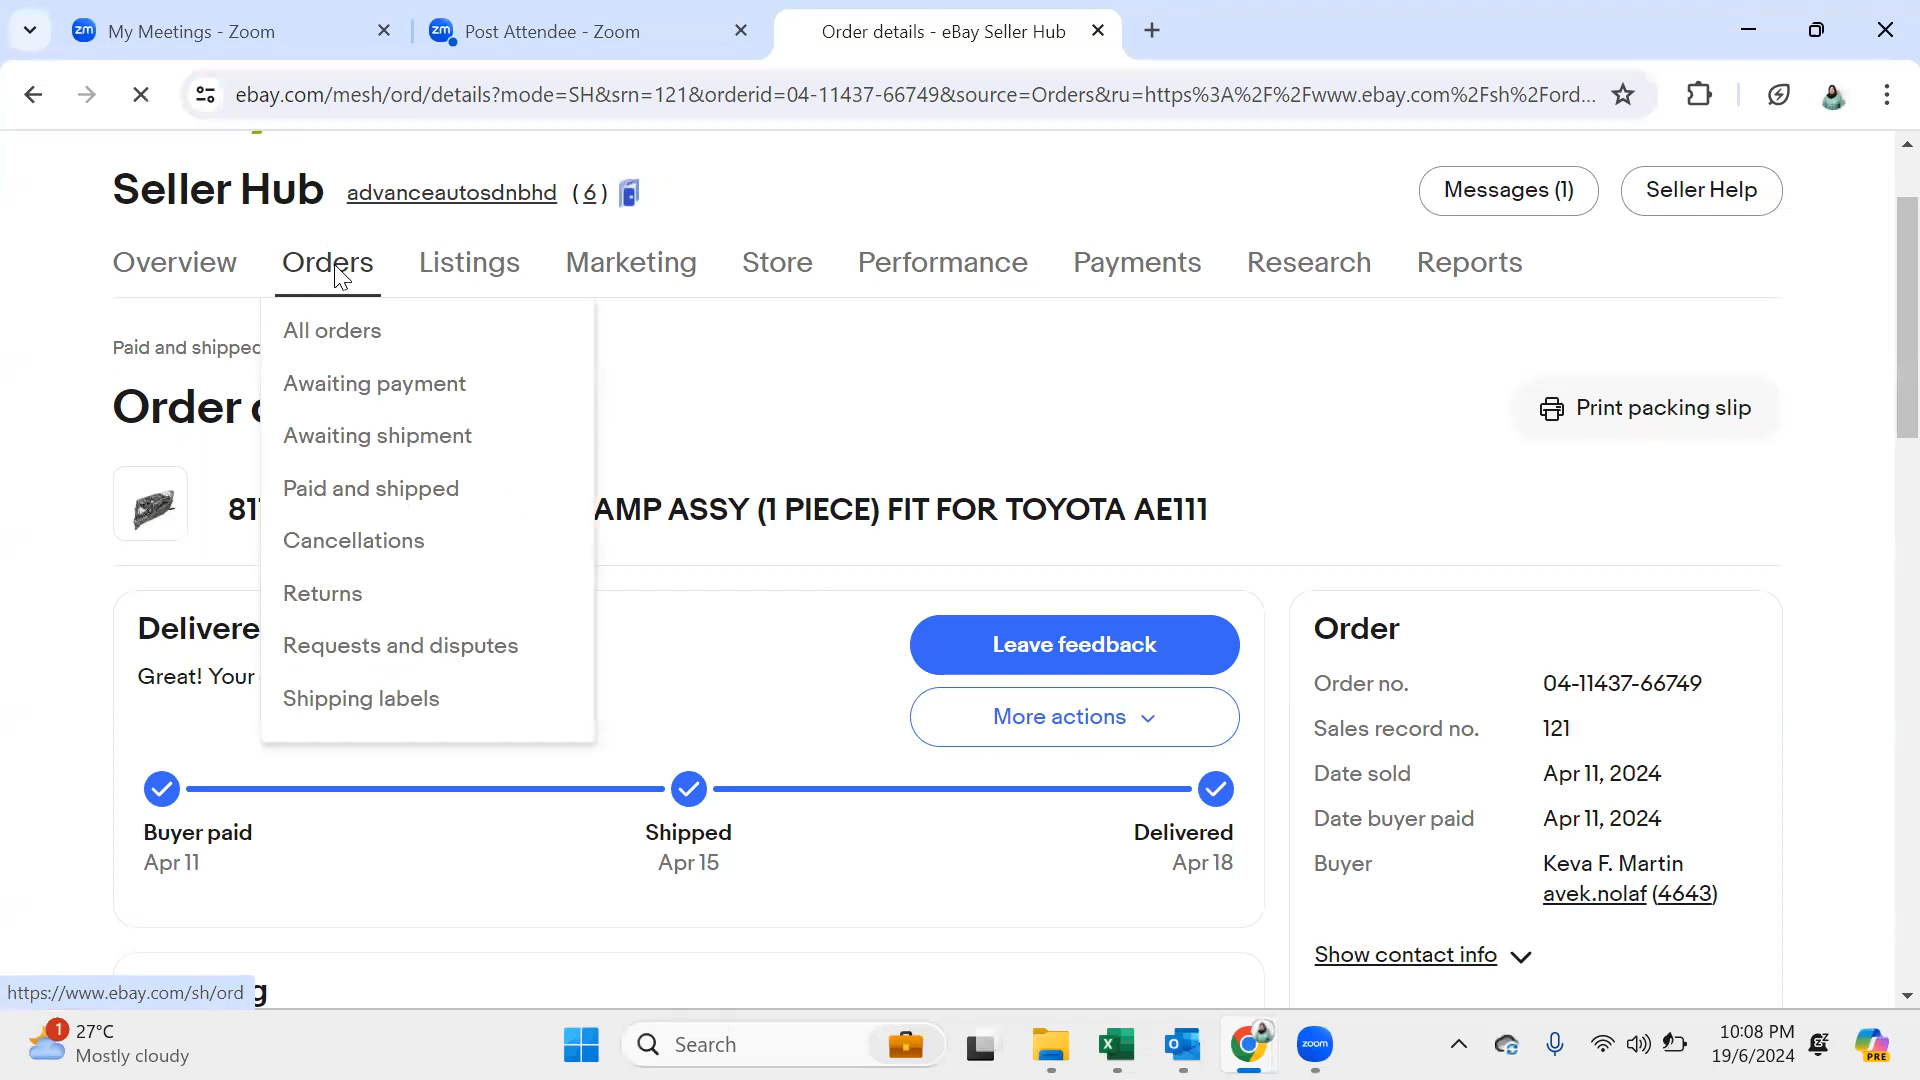 My Meetings - Zoom
Post Attendee - Zoom
Order details - eBay Seller Hub
ebay.com/mesh/ord/details?mode=SH&srn=121&orderid=04-11437-66749&source=Orders&ru=https%3A%2F%2Fwww.ebay.com%2Fsh%2Ford...
Seller Hub advanceautosdnbhd (6)
Messages (1) Seller Help
Overview Orders Listings Marketing Store Performance Payments Research Reports
All orders
Paid and shipped
Awaiting payment
Order
Print packing slip
Awaiting shipment
Paid and shipped
AMP ASSY (1 PIECE) FIT FOR TOYOTA AE111
Cancellations
Returns
Requests and disputes
Shipping labels
Delivere
Great! Your
Leave feedback
More actions
Buyer paid Shipped Delivered
Apr 11 Apr 15 Apr 18
Order
Order no. 04-11437-66749
Sales record no. 121
Date sold Apr 11, 2024
Date buyer paid Apr 11, 2024
Buyer Keva F. Martin
avek.nolaf (4643)
Show contact info
https://www.ebay.com/sh/ord
g
1
27°C
Mostly cloudy
Search
zoom
10:08 PM
19/6/2024
PRE